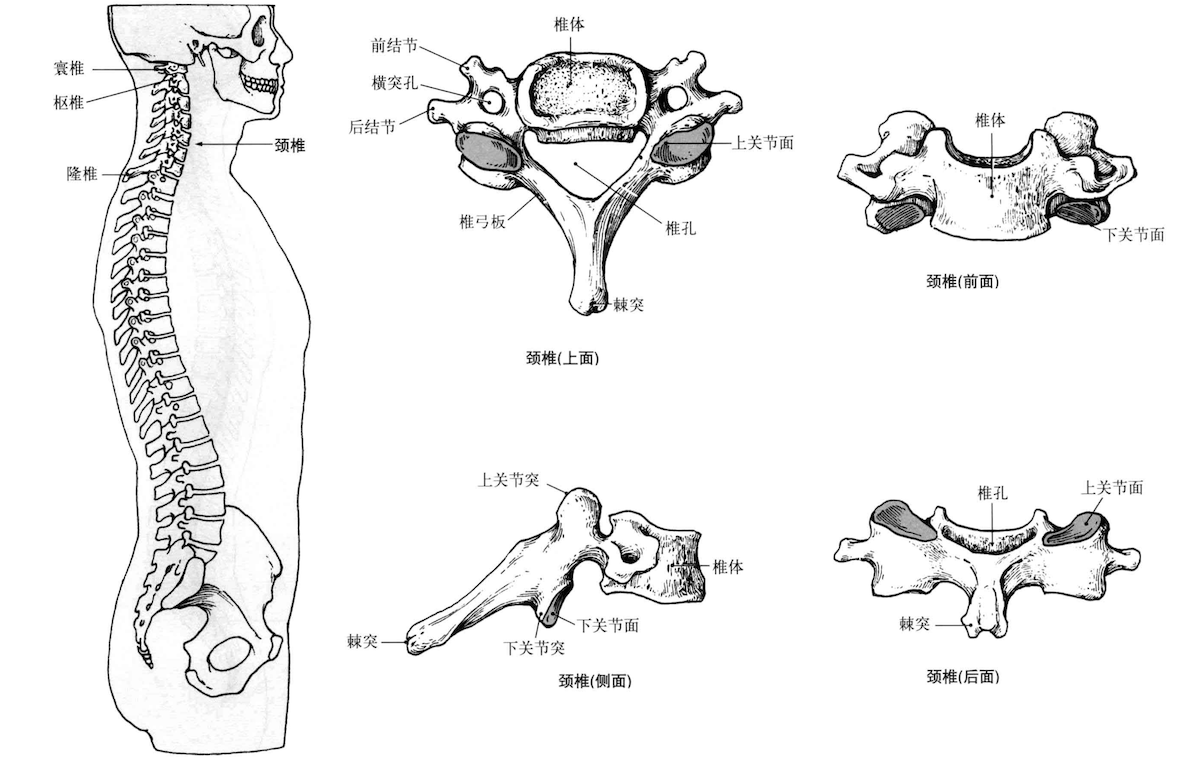 寰椎
枢椎
颈椎
隆椎
椎体
前结节
横突孔
后结节
上关节面
椎弓板
椎孔
棘突
颈椎(上面)
椎体
下关节面
颈椎(前面)
上关节突
椎体
棘突
下关节面
下关节突
颈椎(侧面)
椎孔
上关节面
棘突
颈椎(后面)